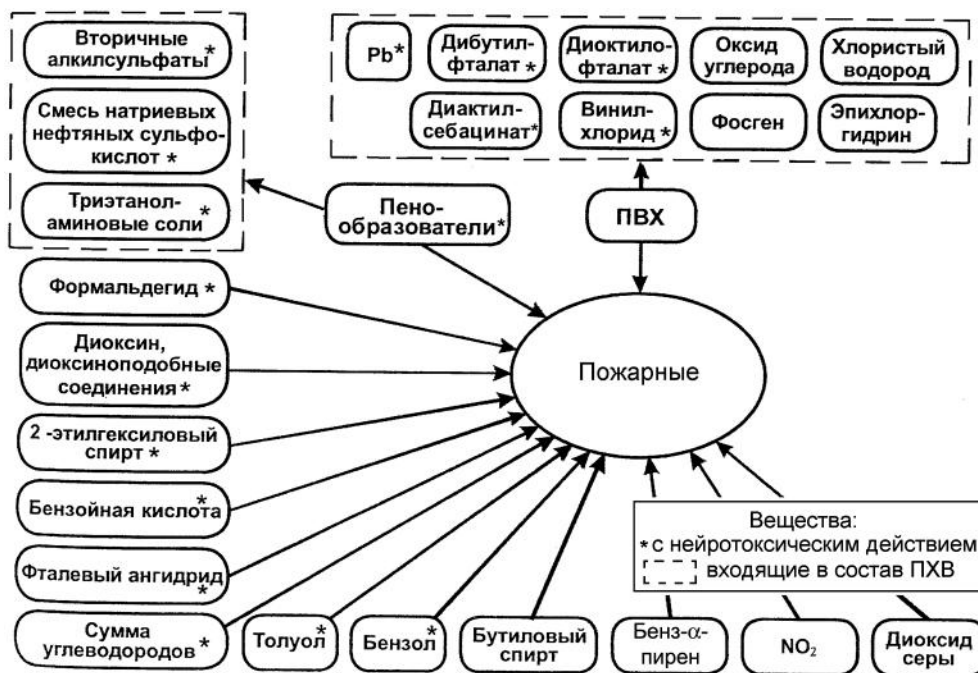 Вторичные
алкилсульфаты*
Смесь натриевых
нефтяных сульфо-
кислот *
Триэтанол-
аминовые соли*
Pb*
Дибутил-
фталат *
Диоктило-
фталат *
Оксид
углерода
Хлористый
водород
Диактил-
себацинат*
Винил-
хлорид *
Фосген
Эпихлор-
гидрин
Пено-
образователи*
ПВХ
Формальдегид *
Диоксин,
диоксиноподобные
соединения *
2 -этилгексиловый
спирт *
Бензойная кислота*
Фталевый ангидрид*
Сумма
углеводородов *
Толуол*
Бензол*
Бутиловый
спирт
Бенз-α-
пирен
NO₂
Диоксид
серы
Пожарные
Вещества:
* с нейротоксическим действием
входящие в состав ПХВ